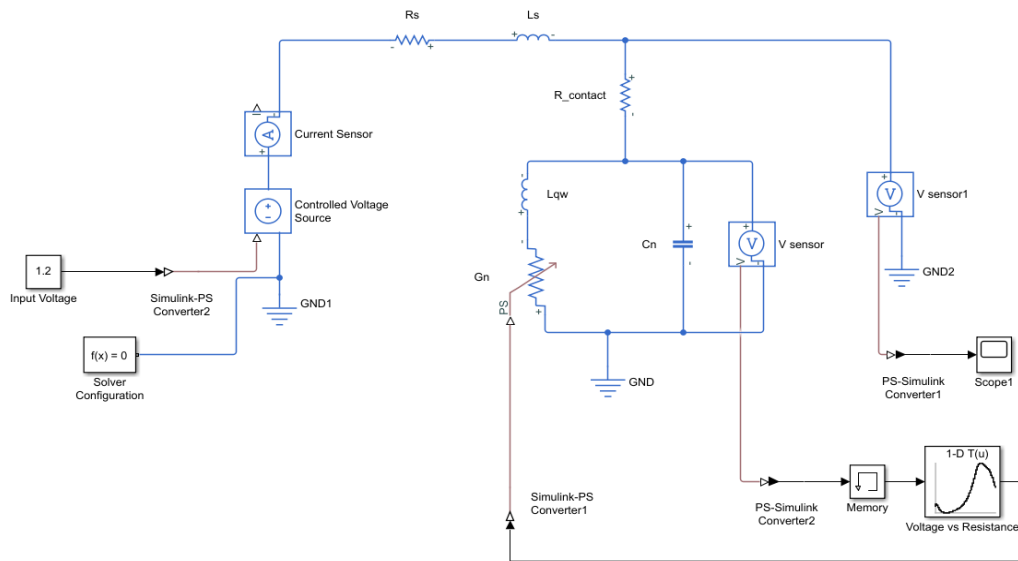 Rs
Ls
R_contact
Current Sensor
A
I
Controlled Voltage
Source
Lqw
V
V sensor1
V
1.2
Input Voltage
Simulink-PS
Converter2
GND1
Gn
PS
Cn
V
V sensor
V
GND2
f(x) = 0
Solver
Configuration
GND
PS-Simulink
Converter1
Scope1
Simulink-PS
Converter1
PS-Simulink
Converter2
Memory
1-D T(u)
Voltage vs Resistance